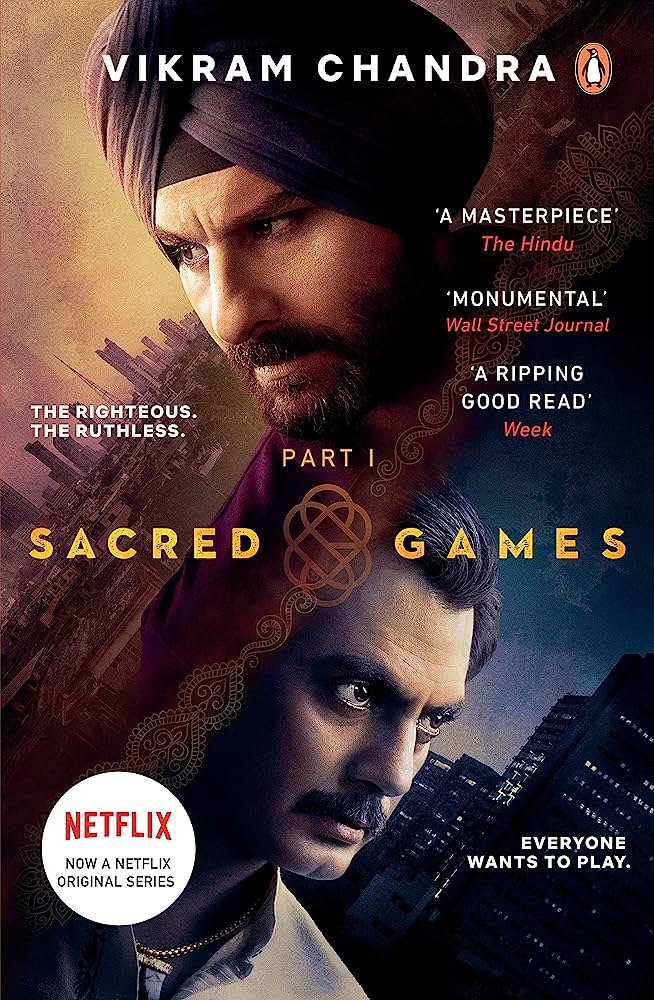 VIKRAM CHANDRA
'A MASTERPIECE'
The Hindu
'MONUMENTAL'
Wall Street Journal
'A RIPPING
GOOD READ'
Week
THE RIGHTEOUS.
THE RUTHLESS.
PART I
SACRED GAMES
NETFLIX
NOW A NETFLIX
ORIGINAL SERIES
EVERYONE
WANTS TO PLAY.